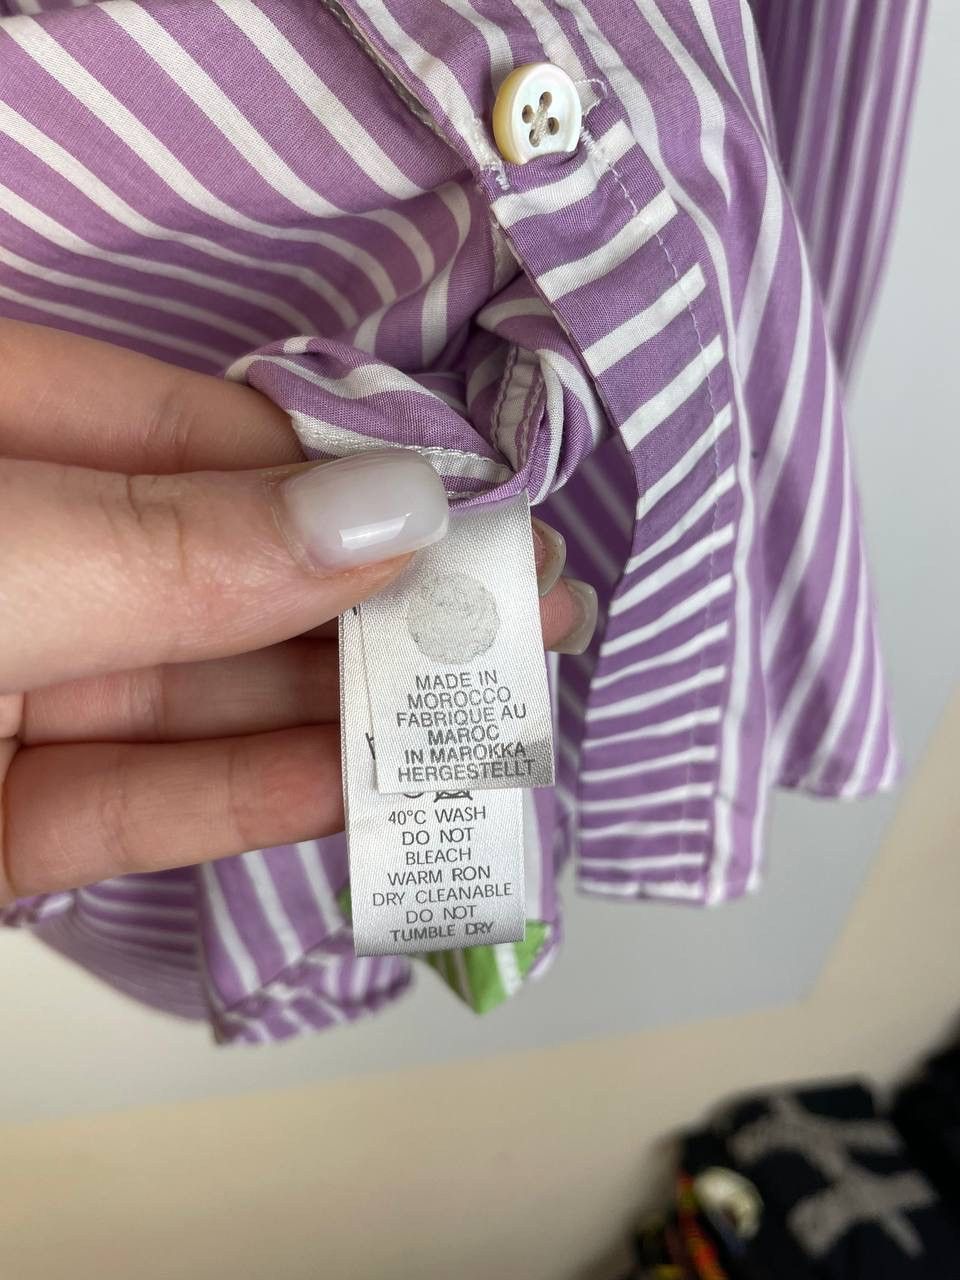 MADE IN
MOROCCO
FABRIQUE AU
MAROC
IN MAROKKA
HERGESTELLT
40°C WASH
DO NOT
BLEACH
WARM RON
DRY CLEANABLE
DO NOT
TUMBLE DRY